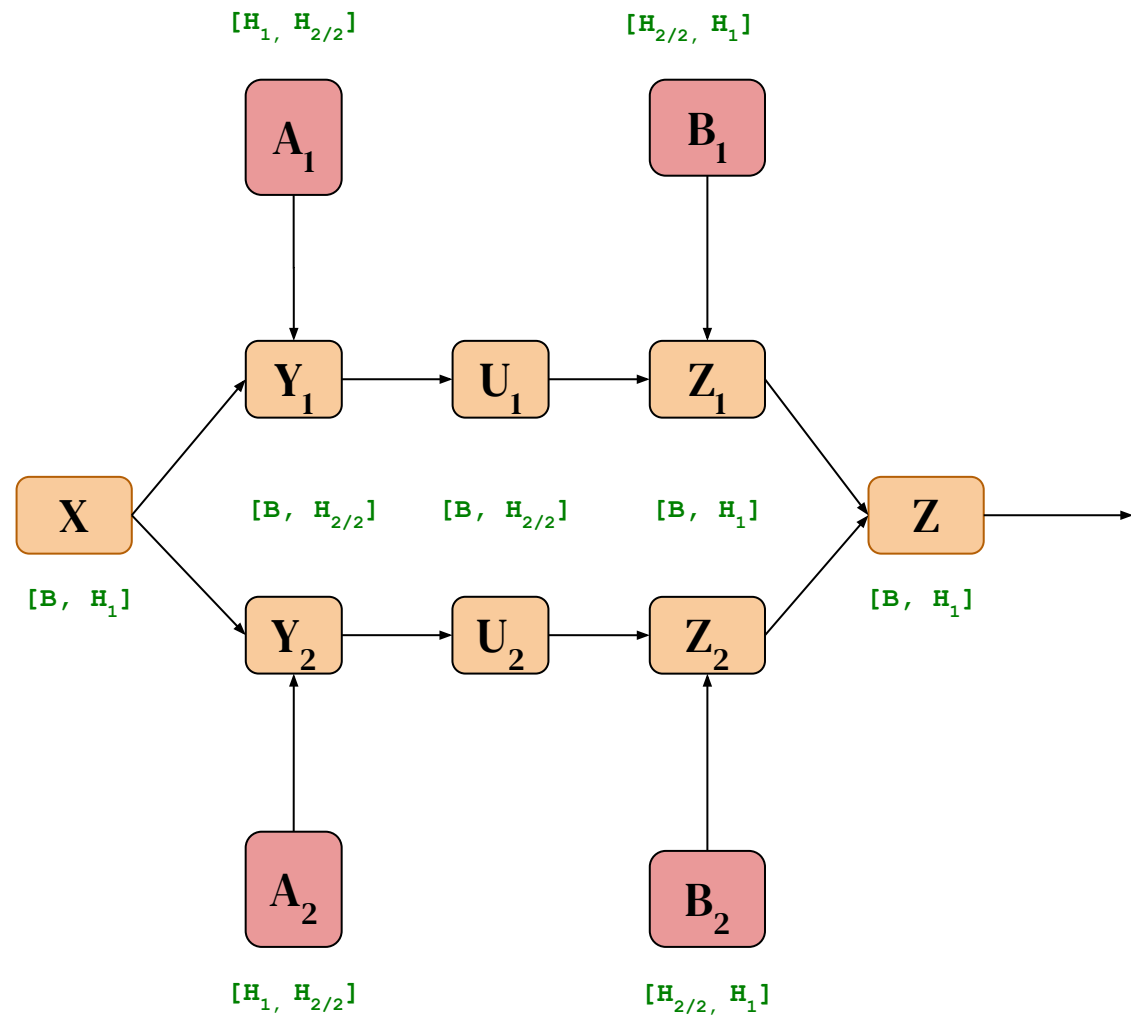 [H₁, H₂/₂]
[H₂/₂, H₁]
A₁
B₁
Y₁
U₁
Z₁
X
[B, H₂/₂]
[B, H₂/₂]
[B, H₁]
Z
[B, H₁]
[B, H₁]
Y₂
U₂
Z₂
A₂
B₂
[H₁, H₂/₂]
[H₂/₂, H₁]